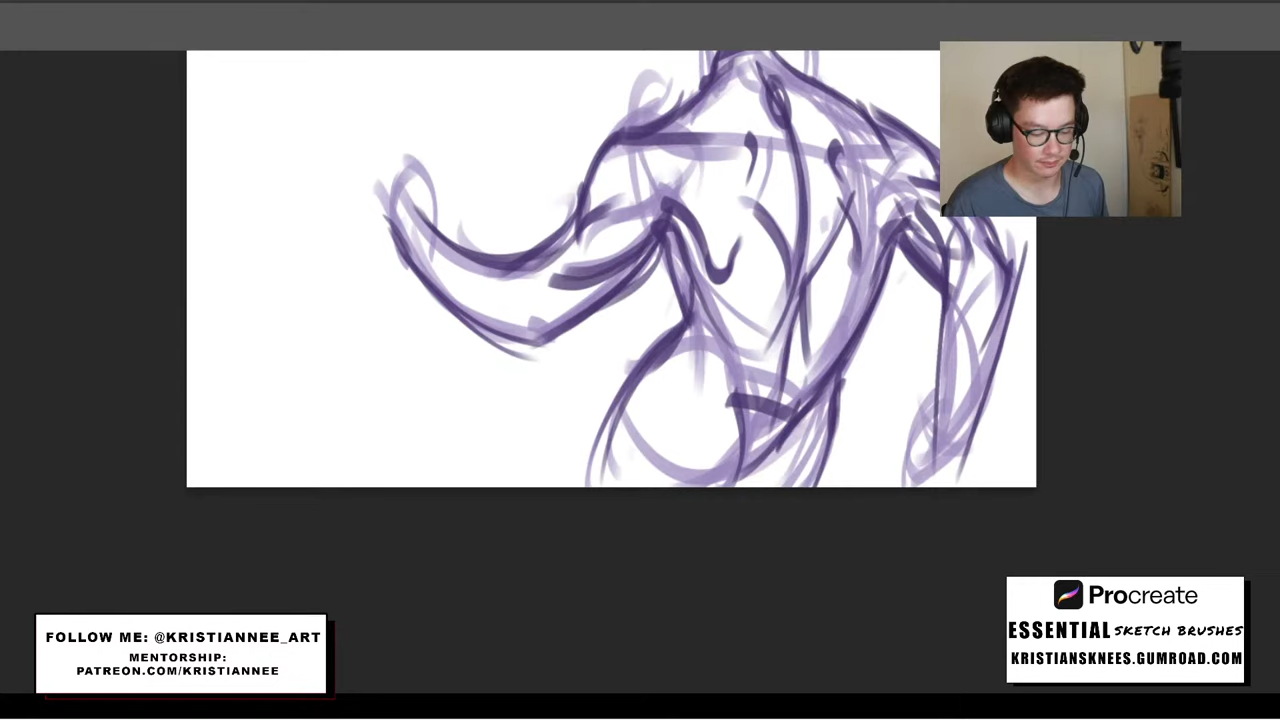 FOLLOW ME: @KRISTIANNEE_ART
MENTORSHIP:
PATREON.COM/KRISTIANNEE
Procreate
ESSENTIAL SKETCH BRUSHES
KRISTIANSKNEES.GUMROAD.COM